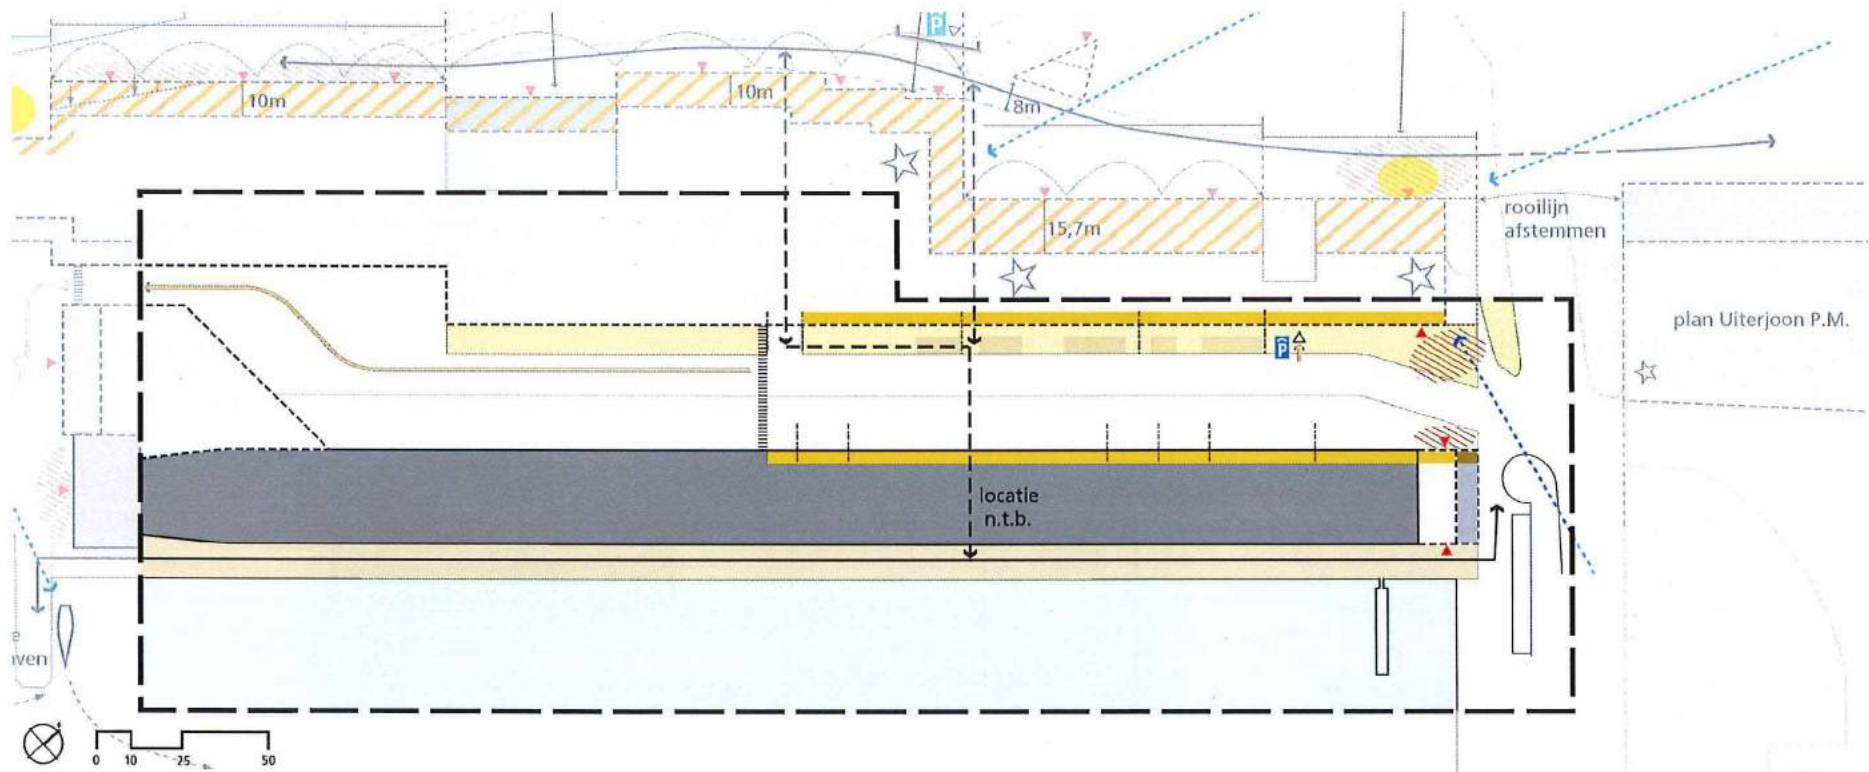 P
10m
10m
8m
15,7m
rooilijn
afstemmen
plan Uiterjoon P.M.
P
locatie
n.t.b.
ven
0 10 25 50